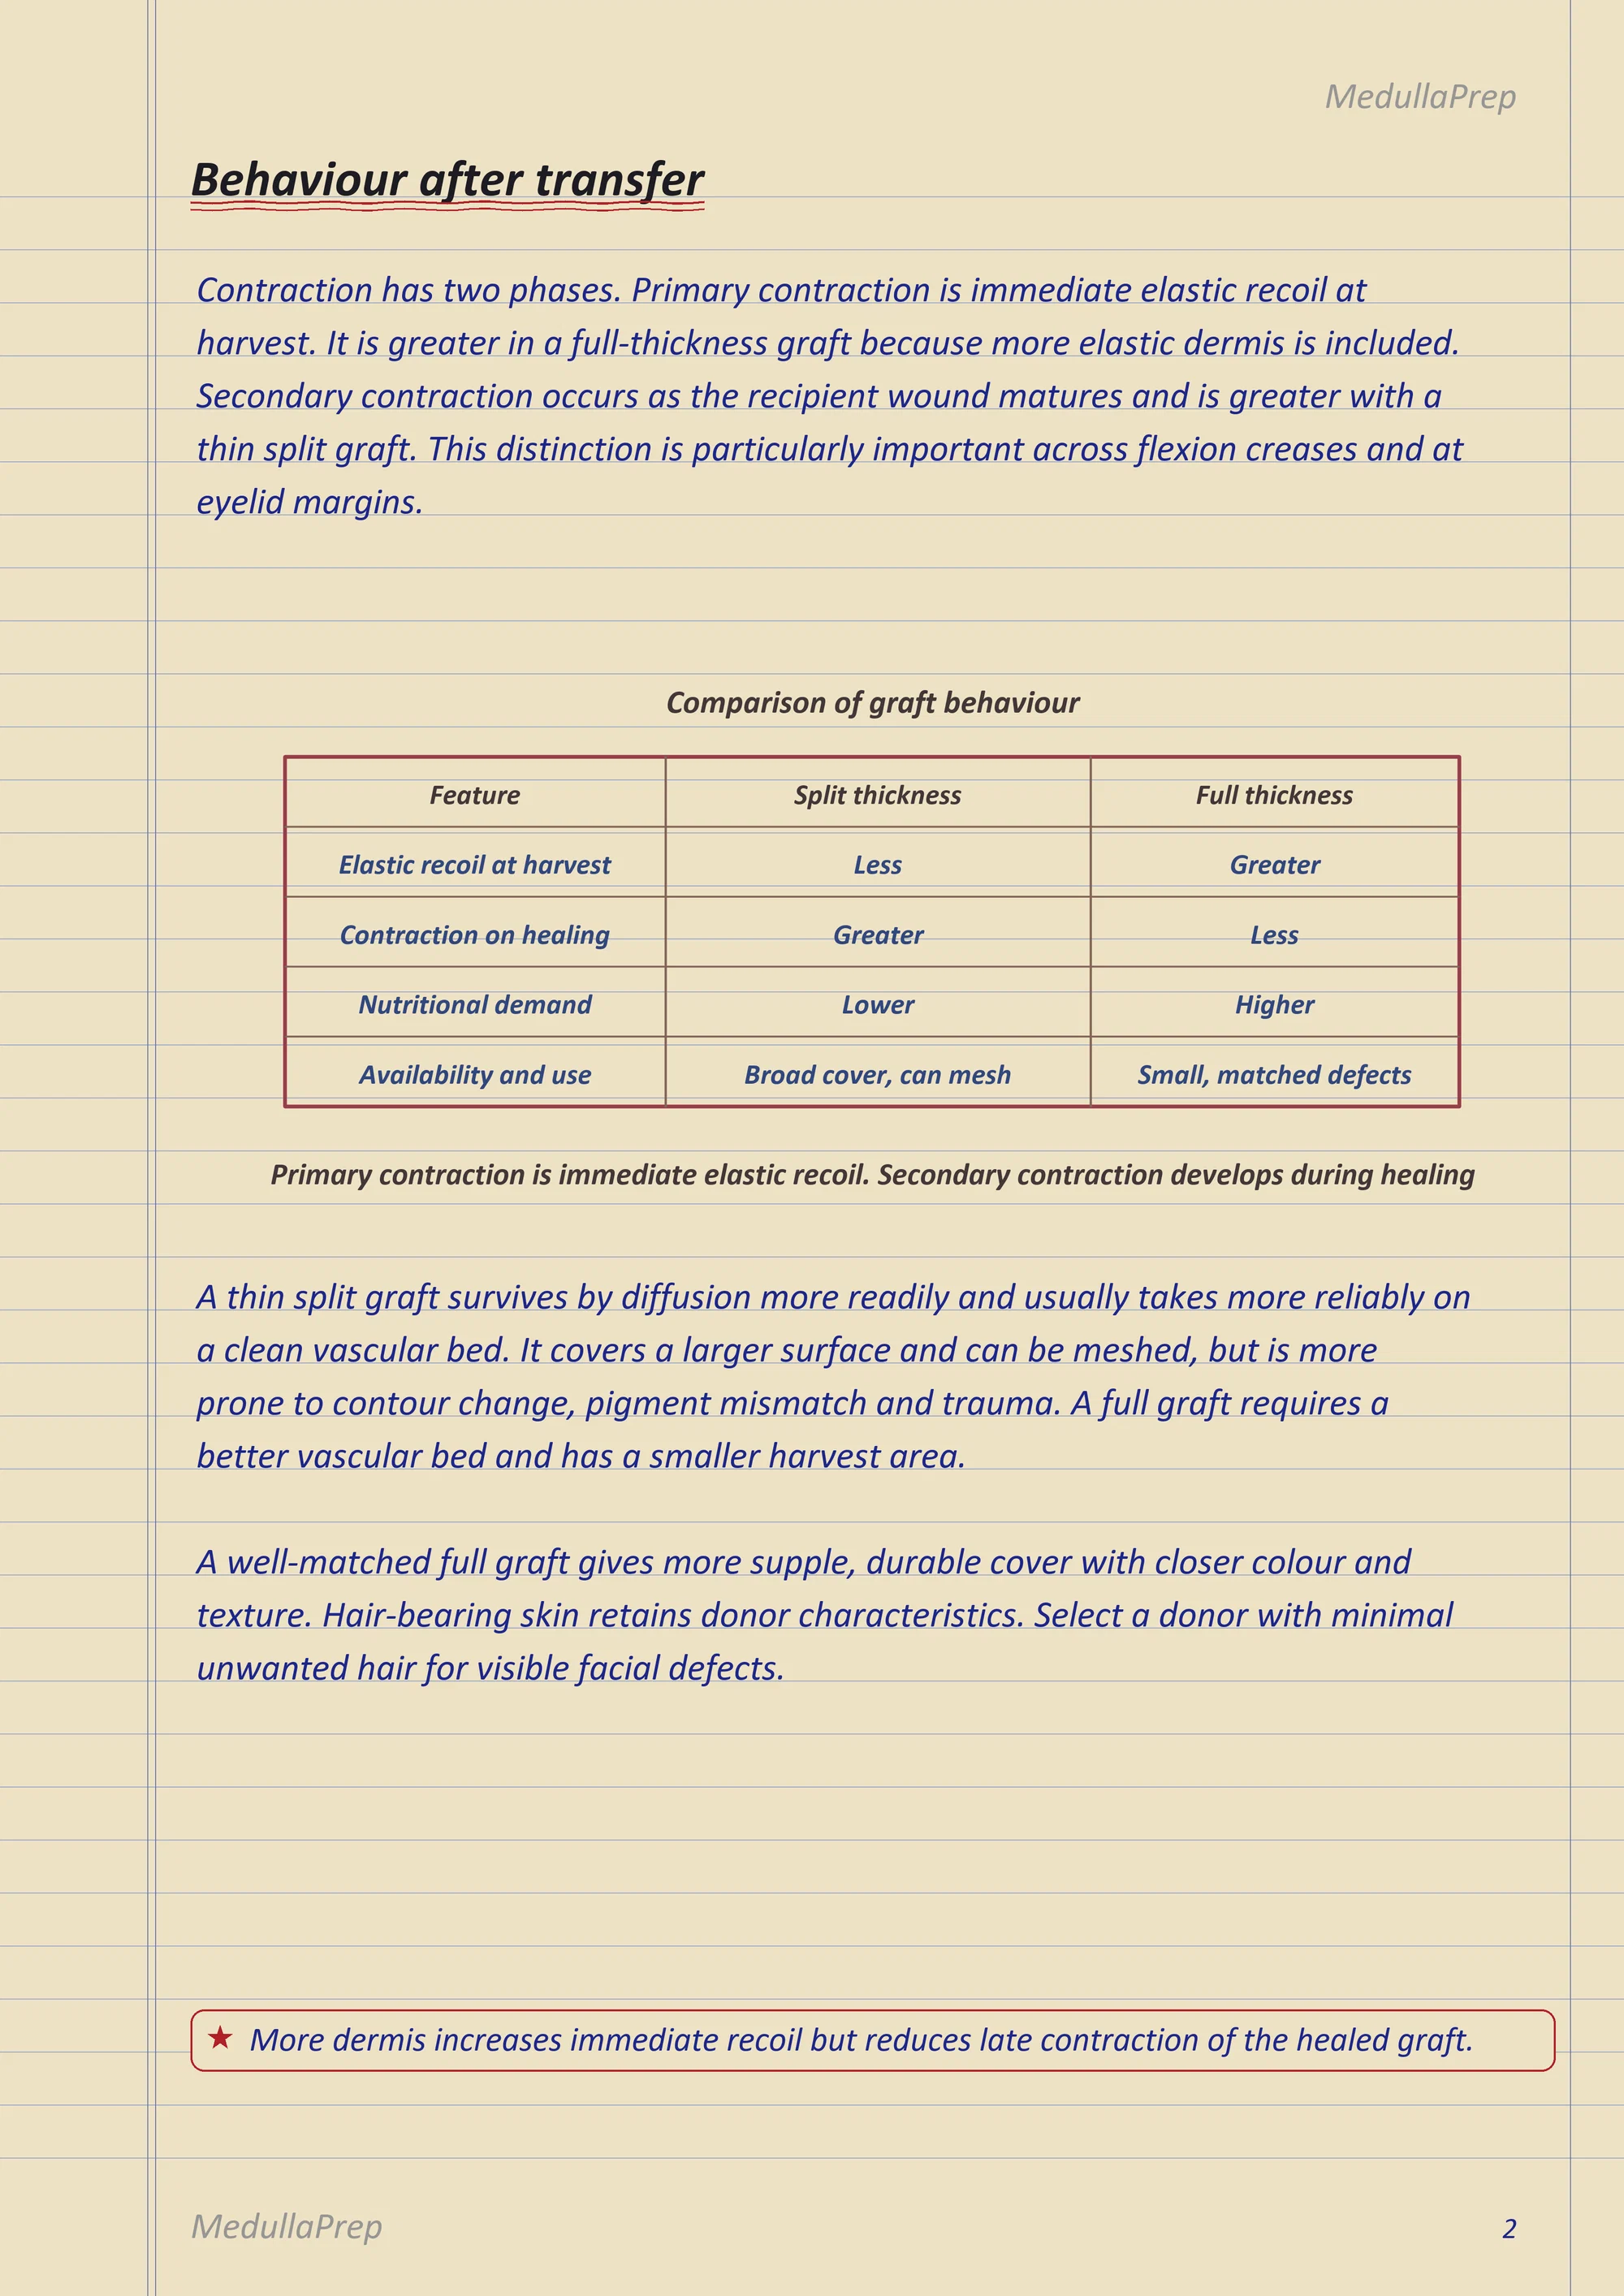 MedullaPrep
Behaviour after transfer
Contraction has two phases. Primary contraction is immediate elastic recoil at
harvest. It is greater in a full-thickness graft because more elastic dermis is included.
Secondary contraction occurs as the recipient wound matures and is greater with a
thin split graft. This distinction is particularly important across flexion creases and at
eyelid margins.
Comparison of graft behaviour
Feature Split thickness Full thickness
Elastic recoil at harvest Less Greater
Contraction on healing Greater Less
Nutritional demand Lower Higher
Availability and use Broad cover, can mesh Small, matched defects
Primary contraction is immediate elastic recoil. Secondary contraction develops during healing
A thin split graft survives by diffusion more readily and usually takes more reliably on
a clean vascular bed. It covers a larger surface and can be meshed, but is more
prone to contour change, pigment mismatch and trauma. A full graft requires a
better vascular bed and has a smaller harvest area.
A well-matched full graft gives more supple, durable cover with closer colour and
texture. Hair-bearing skin retains donor characteristics. Select a donor with minimal
unwanted hair for visible facial defects.
★ More dermis increases immediate recoil but reduces late contraction of the healed graft.
MedullaPrep 2